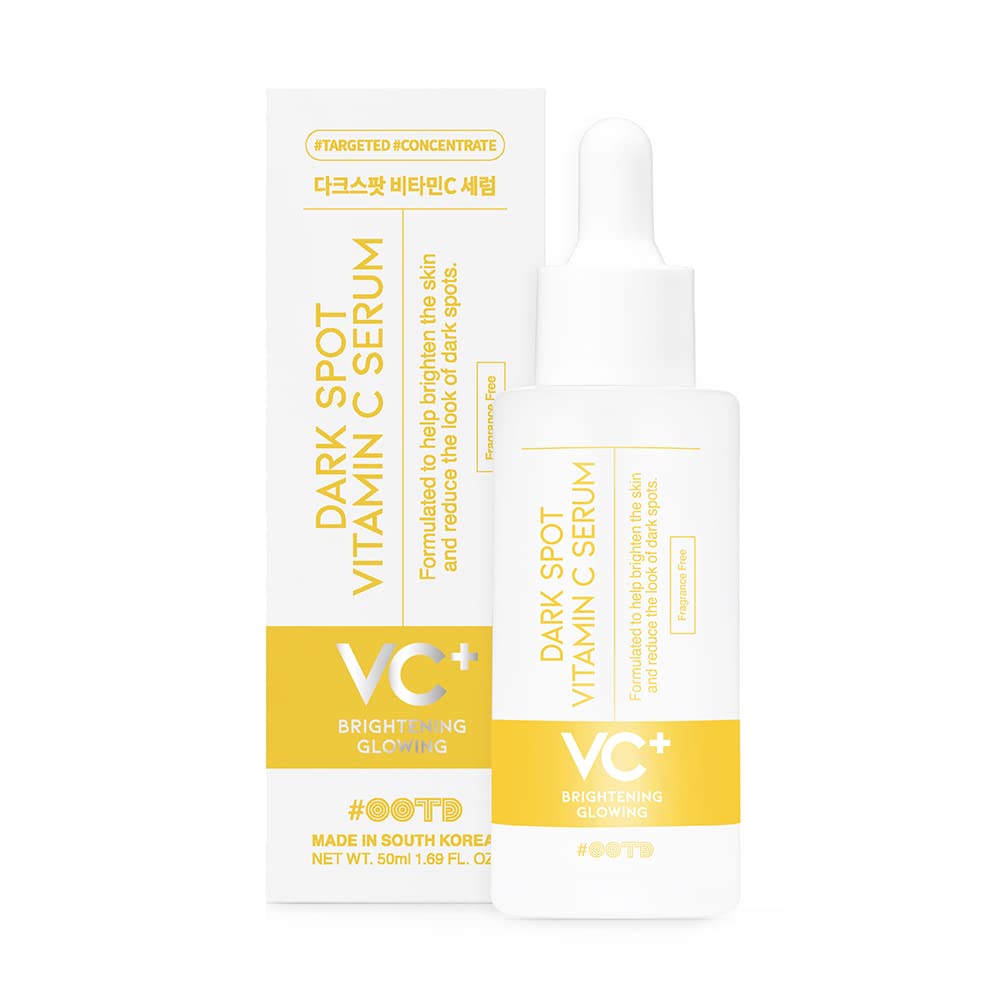 #TARGETED #CONCENTRATE
다크스팟 비타민C 세럼
DARK SPOT
VITAMIN C SERUM
Formulated to help brighten the skin
and reduce the look of dark spots.
Fragrance Free
VC+
BRIGHTENING
GLOWING
#OOTD
MADE IN SOUTH KOREA
NET WT. 50ml 1.69 FL. OZ
DARK SPOT
VITAMIN C SERUM
Formulated to help brighten the skin
and reduce the look of dark spots.
Fragrance Free
VC+
BRIGHTENING
GLOWING
#OOTD